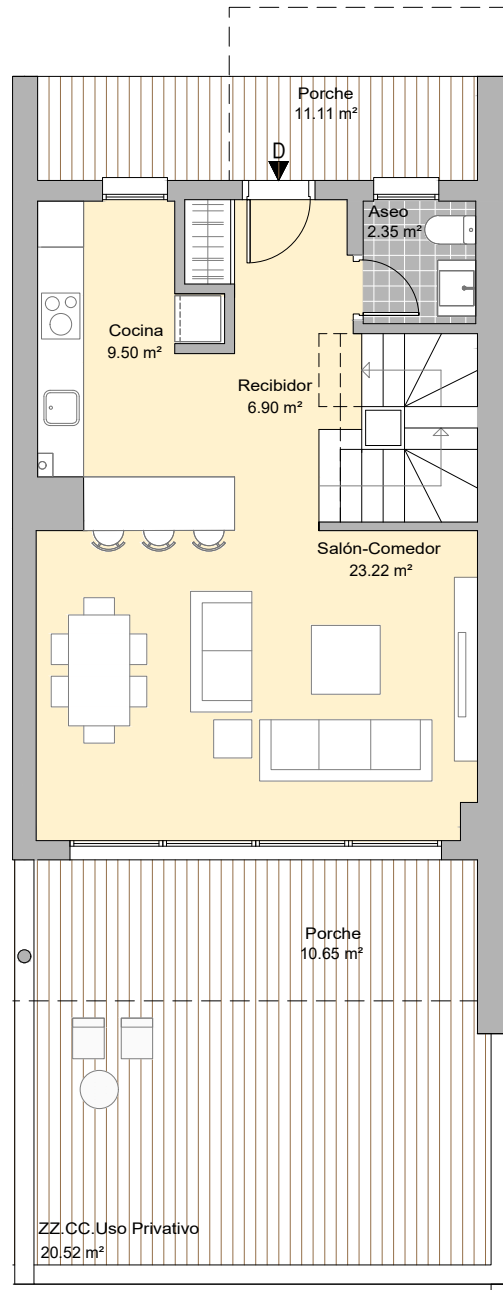 Porche
11.11 m²
D
Aseo
2.35 m²
Cocina
9.50 m²
Recibidor
6.90 m²
Salón-Comedor
23.22 m²
Porche
10.65 m²
ZZ.CC.Uso Privativo
20.52 m²